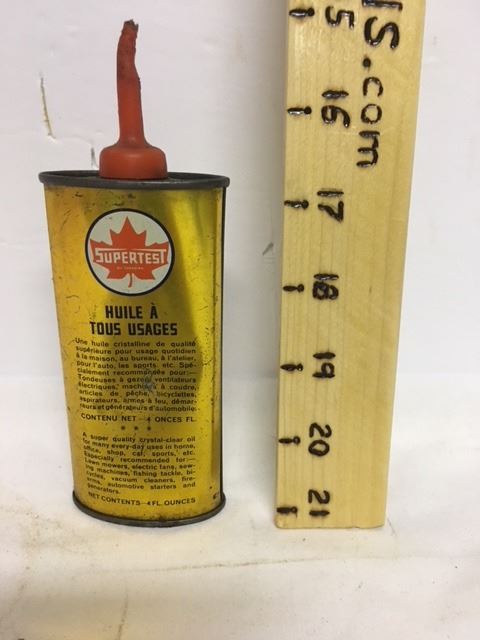 SUPERTEST
HUILE À
TOUS USAGES
Une huile cristalline de qualité
supérieure pour usage quotidien
à la maison, au bureau, à l'atelier,
pour l'auto, les sports etc. Spé-
cialement recommandée pour:—
Tondeuses à gazon, ventilateurs
électriques, machines à coudre,
articles de pêche, bicyclettes,
aspirateurs, armes à feu, démar-
reurs et générateurs d'automobile.
CONTENU NET - 4 ONCES FL.
* * *
A super quality crystal-clear oil
for many every-day uses in home,
office, shop, car, sports, etc.
Especially recommended for:—
Lawn mowers, electric fans, sew-
ing machines, fishing tackle, bi-
cycles, vacuum cleaners, fire-
arms, automotive starters and
generators.
NET CONTENTS—4 FL. OUNCES
s.com
5
16
17
18
19
20
21